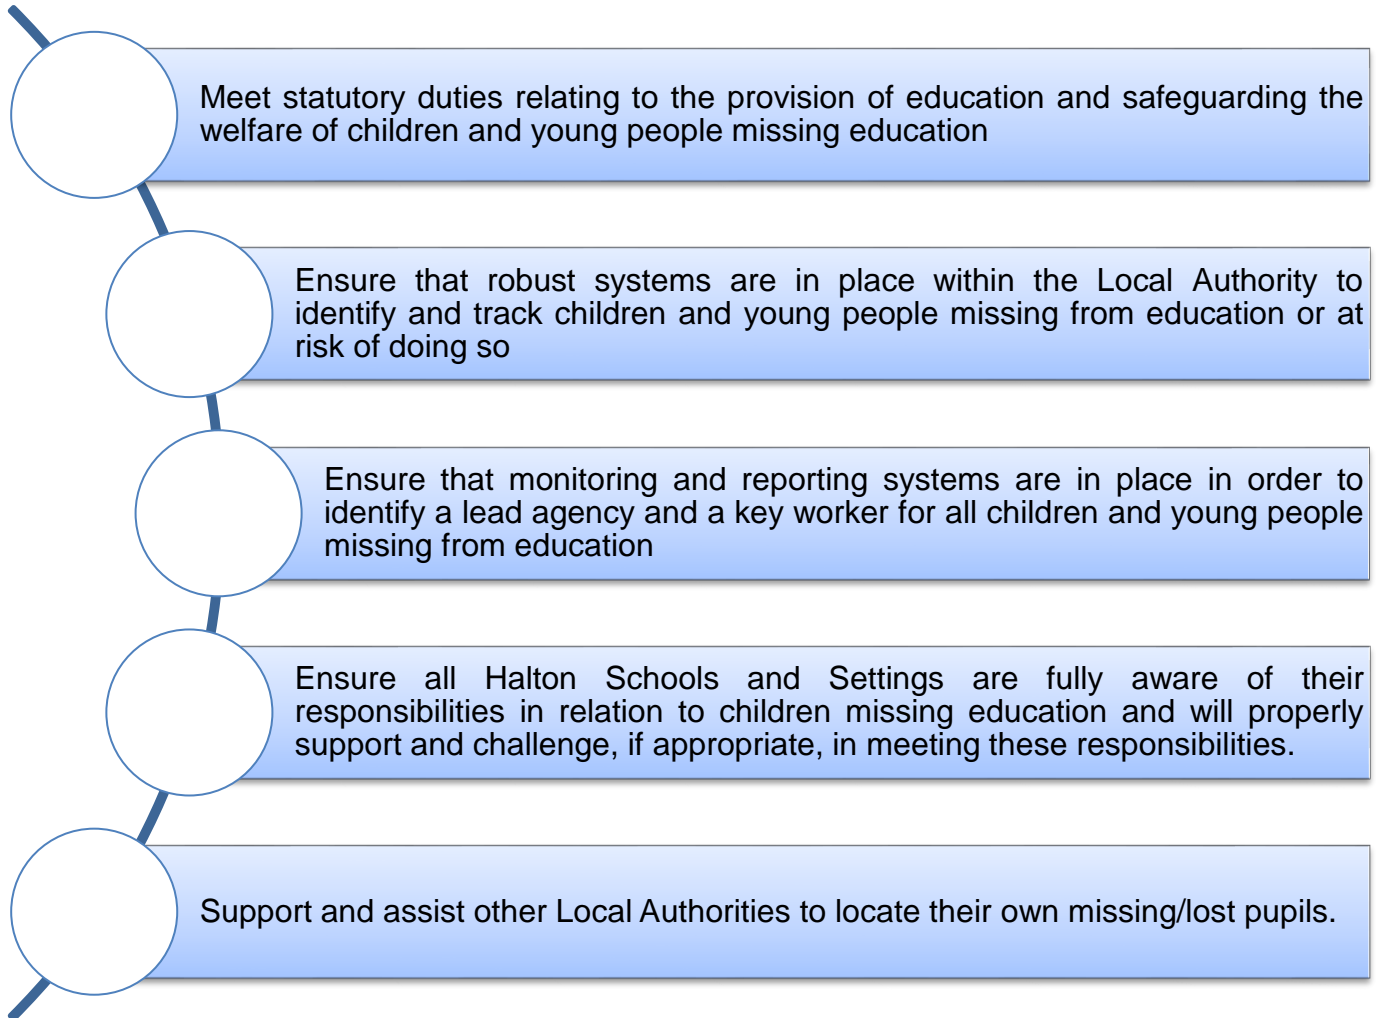 Meet statutory duties relating to the provision of education and safeguarding the
welfare of children and young people missing education
Ensure that robust systems are in place within the Local Authority to
identify and track children and young people missing from education or at
risk of doing so
Ensure that monitoring and reporting systems are in place in order to
identify a lead agency and a key worker for all children and young people
missing from education
Ensure all Halton Schools and Settings are fully aware of their
responsibilities in relation to children missing education and will properly
support and challenge, if appropriate, in meeting these responsibilities.
Support and assist other Local Authorities to locate their own missing/lost pupils.